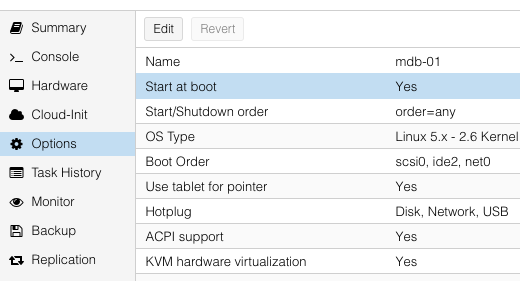 Summary
Console
Hardware
Cloud-Init
Options
Task History
Monitor
Backup
Replication
Edit Revert
Name mdb-01
Start at boot Yes
Start/Shutdown order order=any
OS Type Linux 5.x - 2.6 Kernel
Boot Order scsi0, ide2, net0
Use tablet for pointer Yes
Hotplug Disk, Network, USB
ACPI support Yes
KVM hardware virtualization Yes